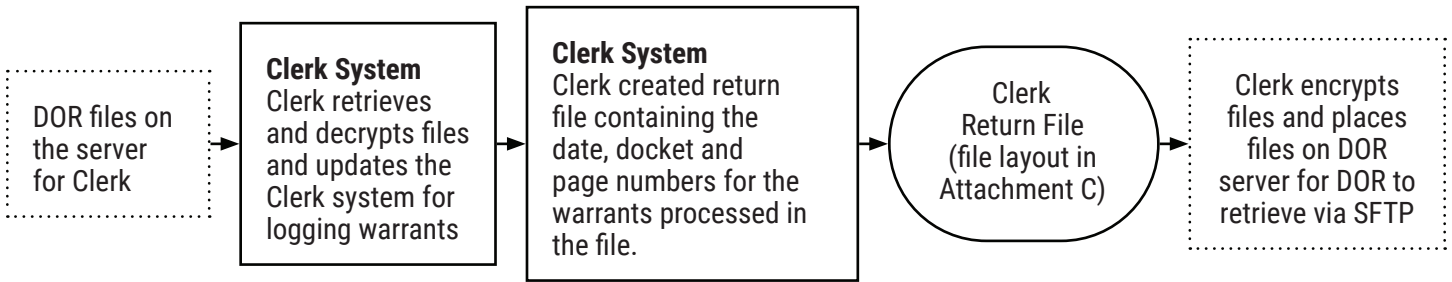 DOR files on
the server
for Clerk
Clerk System
Clerk retrieves
and decrypts files
and updates the
Clerk system for
logging warrants
Clerk System
Clerk created return
file containing the
date, docket and
page numbers for the
warrants processed in
the file.
Clerk
Return File
(file layout in
Attachment C)
Clerk encrypts
files and places
files on DOR
server for DOR to
retrieve via SFTP